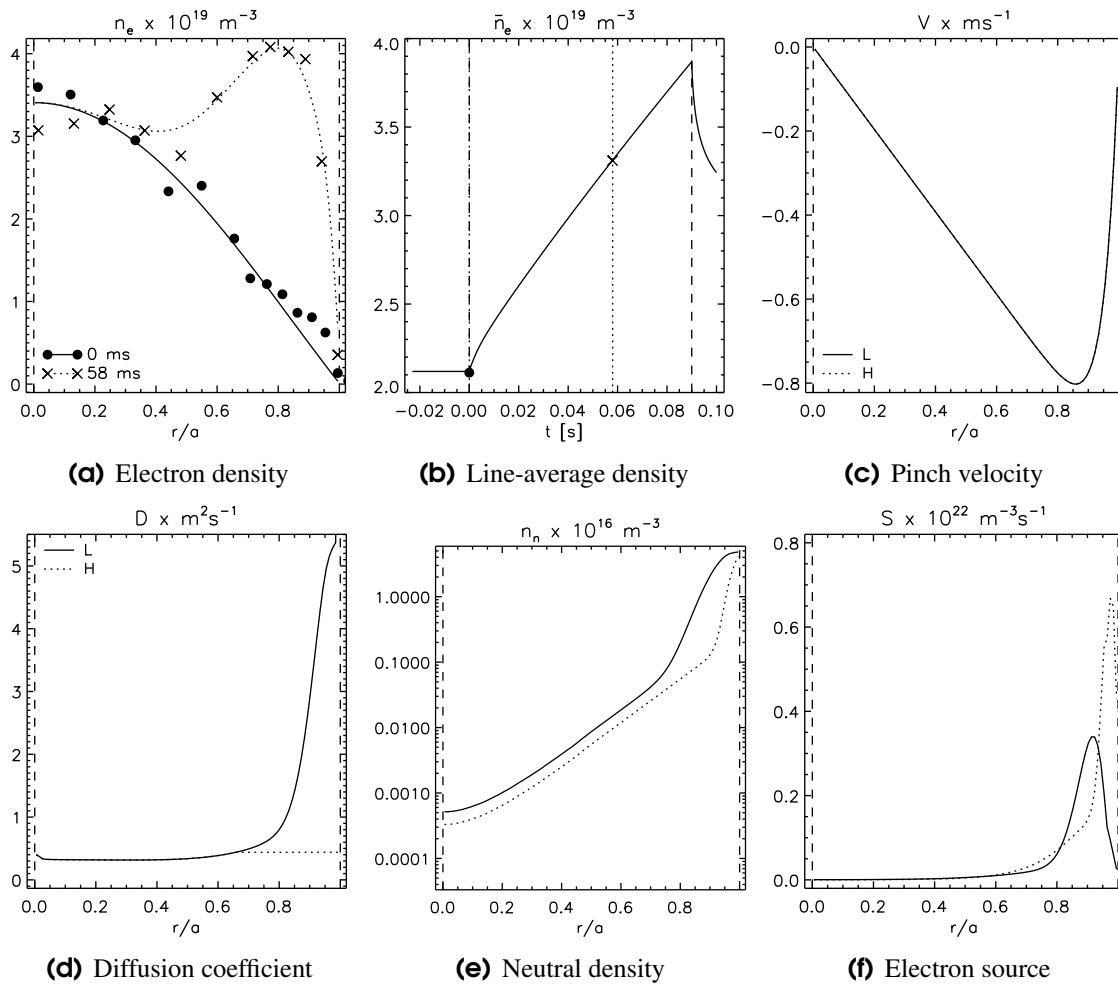 n_e x 10^19 m^-3
4
3
2
1
0
0 ms
58 ms
0.0 0.2 0.4 0.6 0.8
r/a
(a) Electron density
n̄_e x 10^19 m^-3
4.0
3.5
3.0
2.5
2.0
−0.02 0.00 0.02 0.04 0.06 0.08 0.10
t [s]
(b) Line-average density
V x ms^-1
0.0
−0.2
−0.4
−0.6
−0.8
L
H
0.0 0.2 0.4 0.6 0.8
r/a
(c) Pinch velocity
D x m^2s^-1
L
H
5
4
3
2
1
0
0.0 0.2 0.4 0.6 0.8
r/a
(d) Diffusion coefficient
n_n x 10^16 m^-3
1.0000
0.1000
0.0100
0.0010
0.0001
0.0 0.2 0.4 0.6 0.8
r/a
(e) Neutral density
S x 10^22 m^-3s^-1
0.8
0.6
0.4
0.2
0.0
0.0 0.2 0.4 0.6 0.8
r/a
(f) Electron source